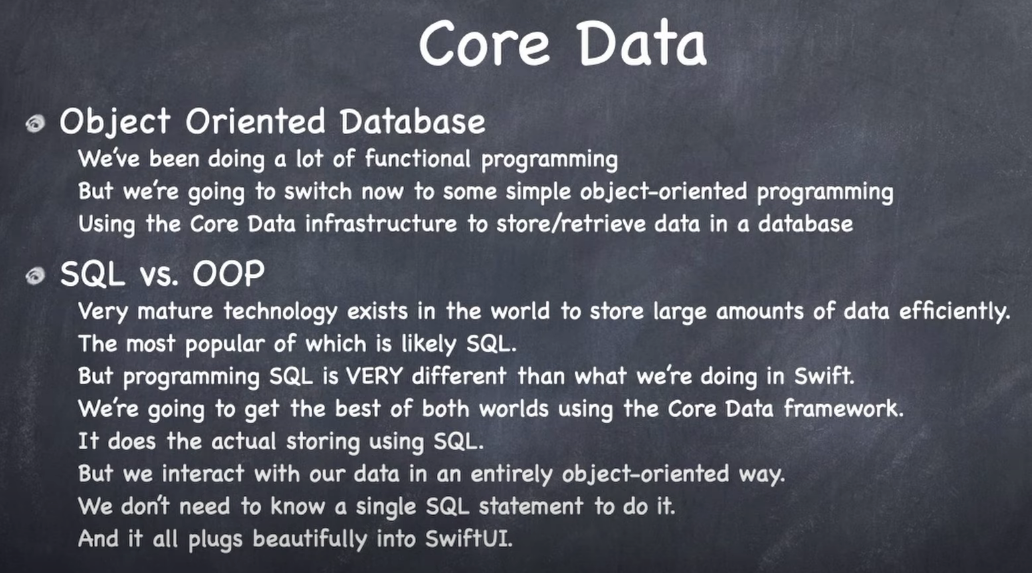 Core Data
Object Oriented Database
We've been doing a lot of functional programming
But we're going to switch now to some simple object-oriented programming
Using the Core Data infrastructure to store/retrieve data in a database
SQL vs. OOP
Very mature technology exists in the world to store large amounts of data efficiently.
The most popular of which is likely SQL.
But programming SQL is VERY different than what we're doing in Swift.
We're going to get the best of both worlds using the Core Data framework.
It does the actual storing using SQL.
But we interact with our data in an entirely object-oriented way.
We don't need to know a single SQL statement to do it.
And it all plugs beautifully into SwiftUI.